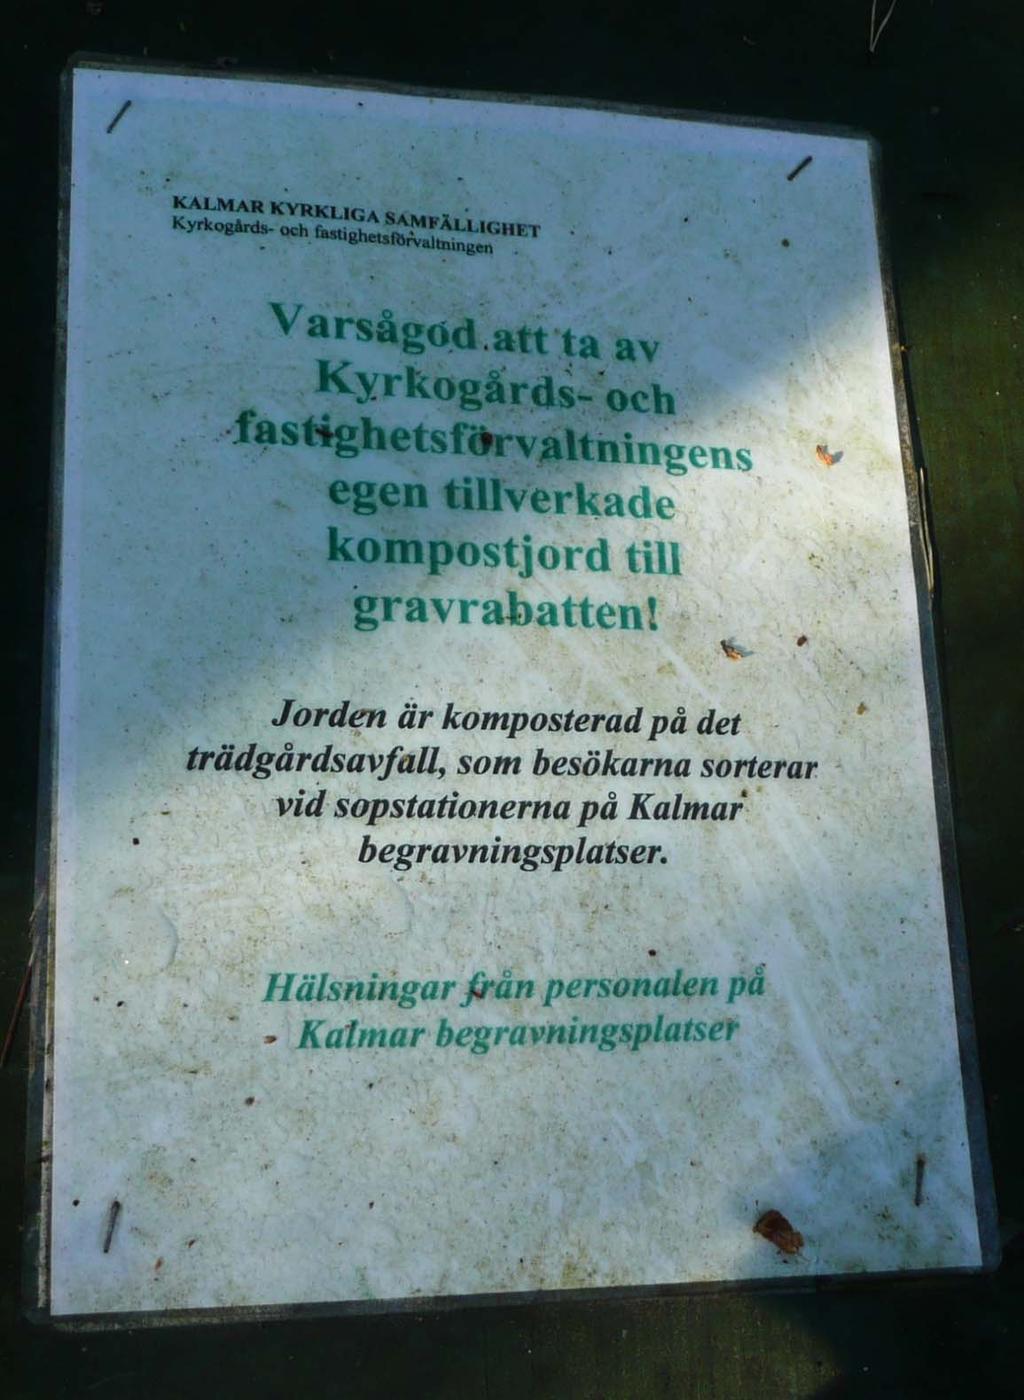 KALMAR KYRKLIGA SAMFÄLLIGHET
Kyrkogårds- och fastighetsförvaltningen
Varsågod att ta av
Kyrkogårds- och
fastighetsförvaltningens
egen tillverkade
kompostjord till
gravrabatten!
Jorden är komposterad på det
trädgårdsavfall, som besökarna sorterar
vid sopstationerna på Kalmar
begravningsplatser.
Hälsningar från personalen på
Kalmar begravningsplatser